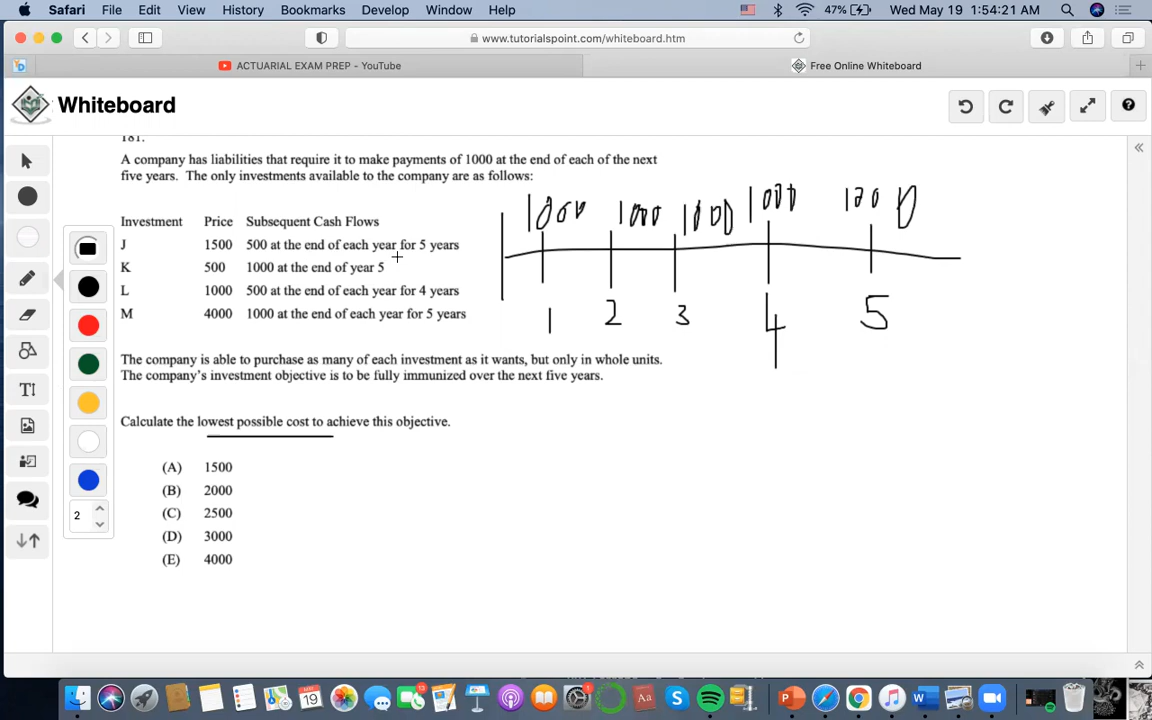 Safari File Edit View History Bookmarks Develop Window Help 47% Wed May 19 1:54:21 AM
www.tutorialspoint.com/whiteboard.htm
ACTUARIAL EXAM PREP - YouTube Free Online Whiteboard
Whiteboard
181.
A company has liabilities that require it to make payments of 1000 at the end of each of the next
five years. The only investments available to the company are as follows:
1000 1000 1000 1000 1000
Investment Price Subsequent Cash Flows
J 1500 500 at the end of each year for 5 years
K 500 1000 at the end of year 5
L 1000 500 at the end of each year for 4 years
M 4000 1000 at the end of each year for 5 years
1 2 3 4 5
The company is able to purchase as many of each investment as it wants, but only in whole units.
The company's investment objective is to be fully immunized over the next five years.
Calculate the lowest possible cost to achieve this objective.
(A) 1500
(B) 2000
(C) 2500
(D) 3000
(E) 4000
2